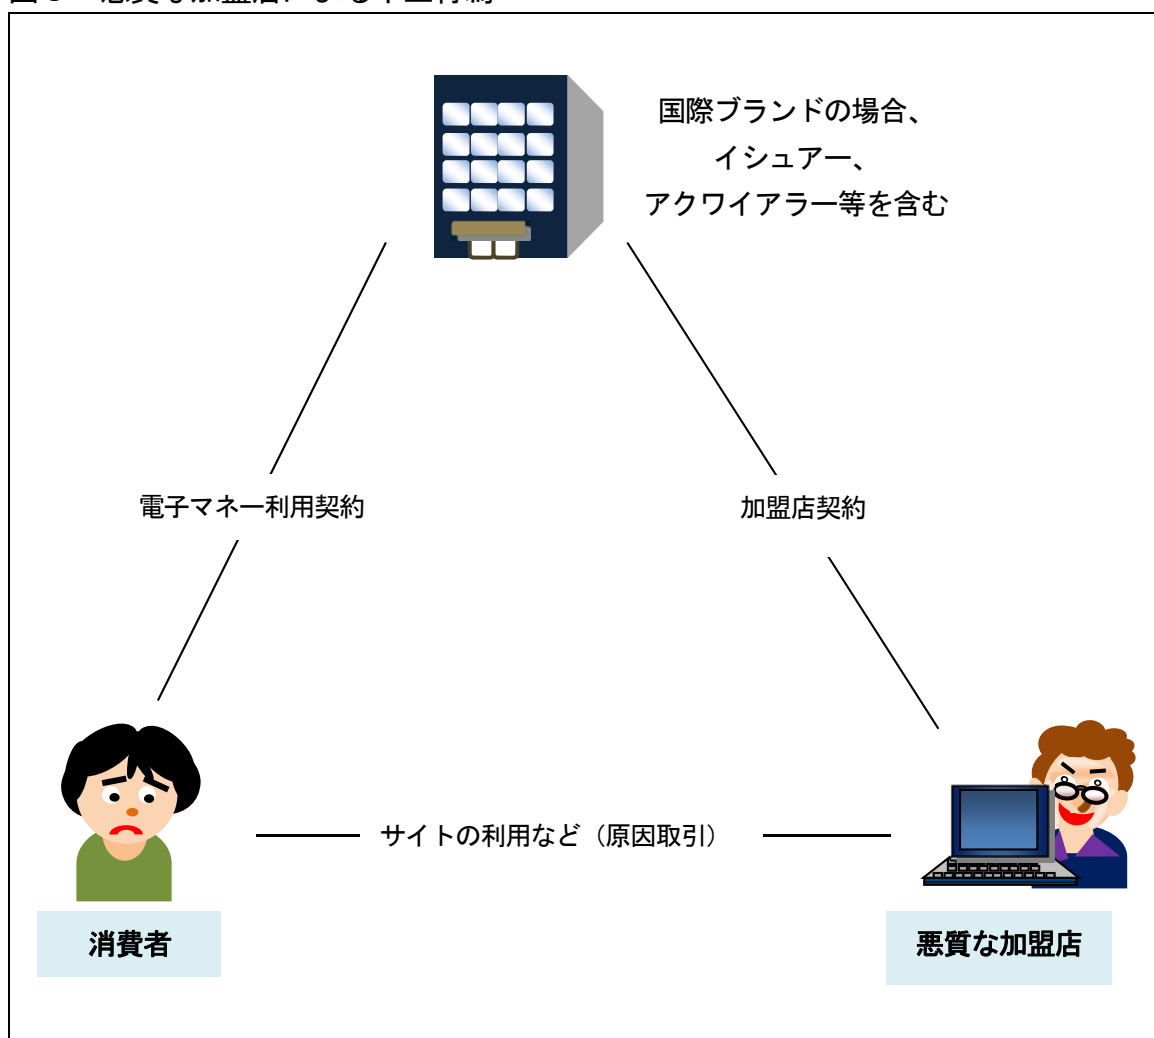 国際ブランドの場合、
イシュアー、
アクワイアラー等を含む
電子マネー利用契約
加盟店契約
サイトの利用など（原因取引）
消費者
悪質な加盟店